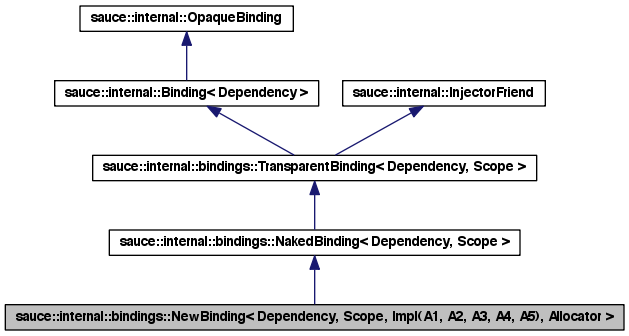 sauce::internal::OpaqueBinding
sauce::internal::Binding< Dependency >
sauce::internal::InjectorFriend
sauce::internal::bindings::TransparentBinding< Dependency, Scope >
sauce::internal::bindings::NakedBinding< Dependency, Scope >
sauce::internal::bindings::NewBinding< Dependency, Scope, Impl(A1, A2, A3, A4, A5), Allocator >